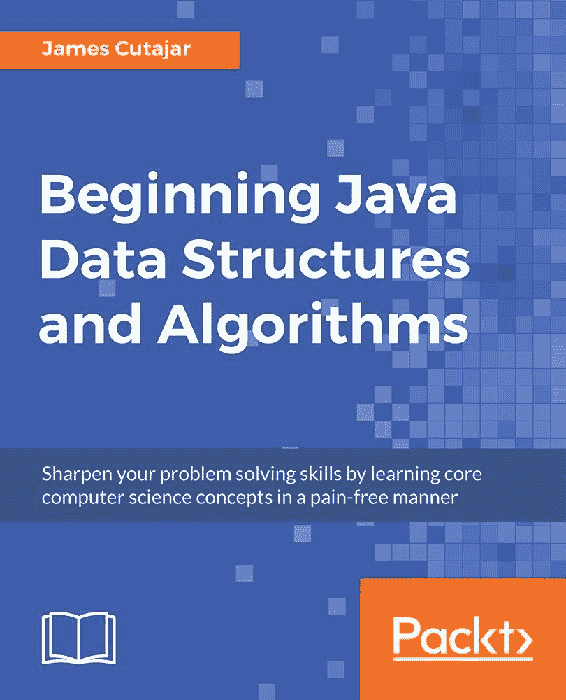 James Cutajar
Beginning Java
Data Structures
and Algorithms
Sharpen your problem solving skills by learning core
computer science concepts in a pain-free manner
Packt>